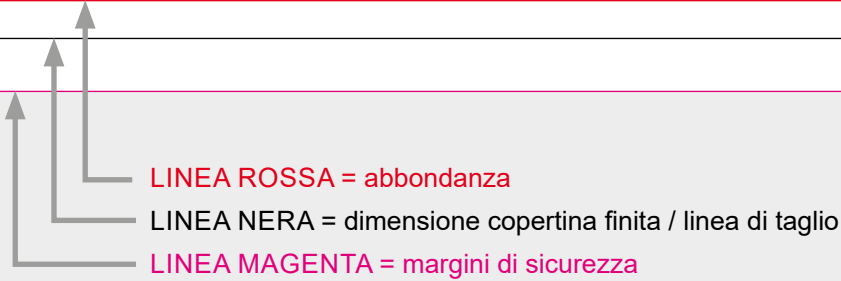 LINEA ROSSA = abbondanza
LINEA NERA = dimensione copertina finita / linea di taglio
LINEA MAGENTA = margini di sicurezza